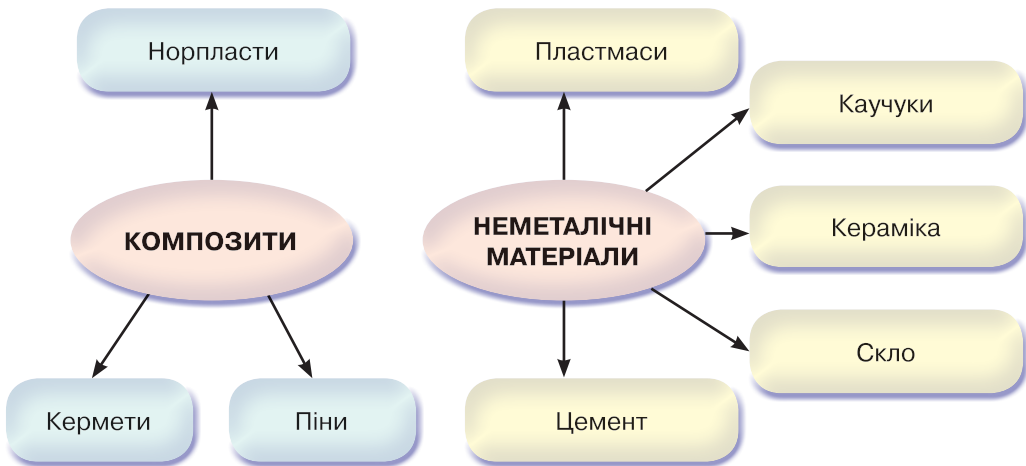 Норпласти
КОМПОЗИТИ
Кермети
Піни
Пластмаси
Каучуки
НЕМЕТАЛІЧНІ
МАТЕРІАЛИ
Кераміка
Скло
Цемент